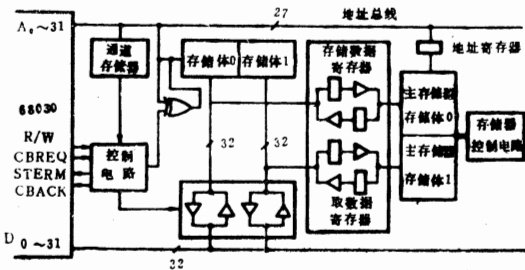 27
地址总线
A₀~31
通道
存储器
存储体0 存储体1
存储数据
寄存器
地址寄存器
68030
R/W
CBREQ
STERM
CBACK
控制
电路
32
32
主存储器
存储体0
主存储器
存储体1
存储器
控制电路
取数据
寄存器
D 0~31
32